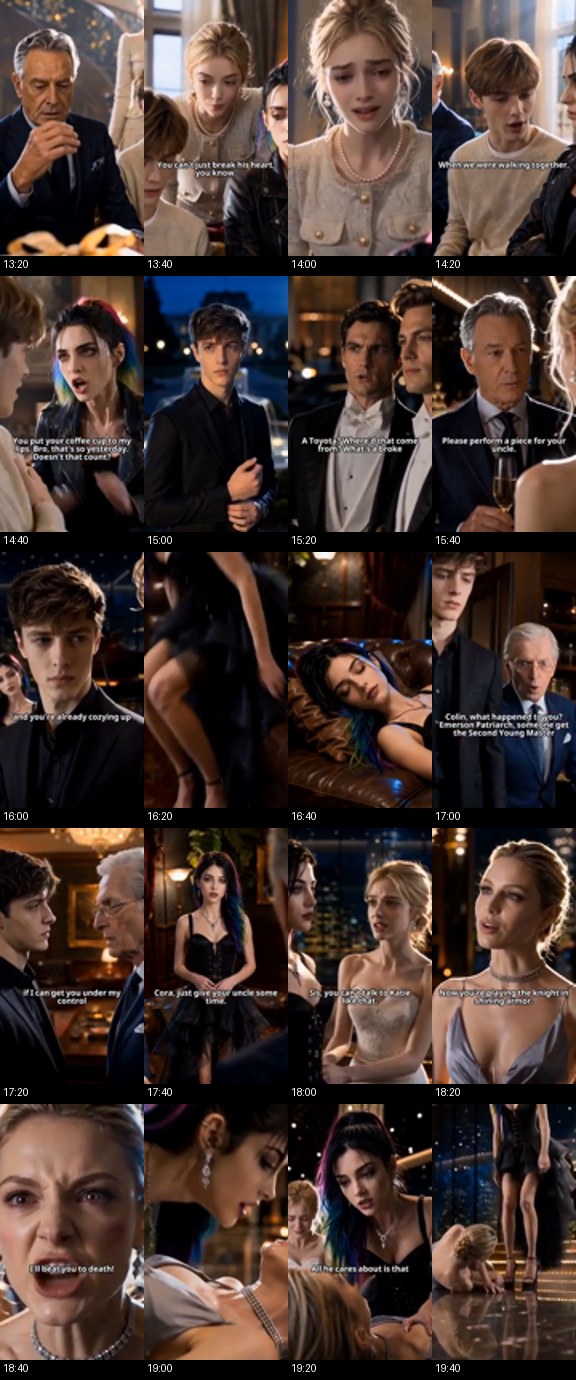 You can't just break his heart,
you know.
When we were walking together.
13:20
13:40
14:00
14:20
You put your coffee cup to my
lips. Bro, that's so yesterday.
Doesn't that count?
A Toyota? Where d that come
from? What's a broke
Please perform a piece for your
uncle.
14:40
15:00
15:20
15:40
and you're already cozying up
Colin, what happened to you?
Emerson Patriarch, someone get
the Second Young Master
16:00
16:20
16:40
17:00
if I can get you under my
control
Cora, just give your uncle some
time.
Sis, you can't talk to Katie
like that.
Now you're playing the knight in
shining armor.
17:20
17:40
18:00
18:20
I'll beat you to death!
All he cares about is that
18:40
19:00
19:20
19:40